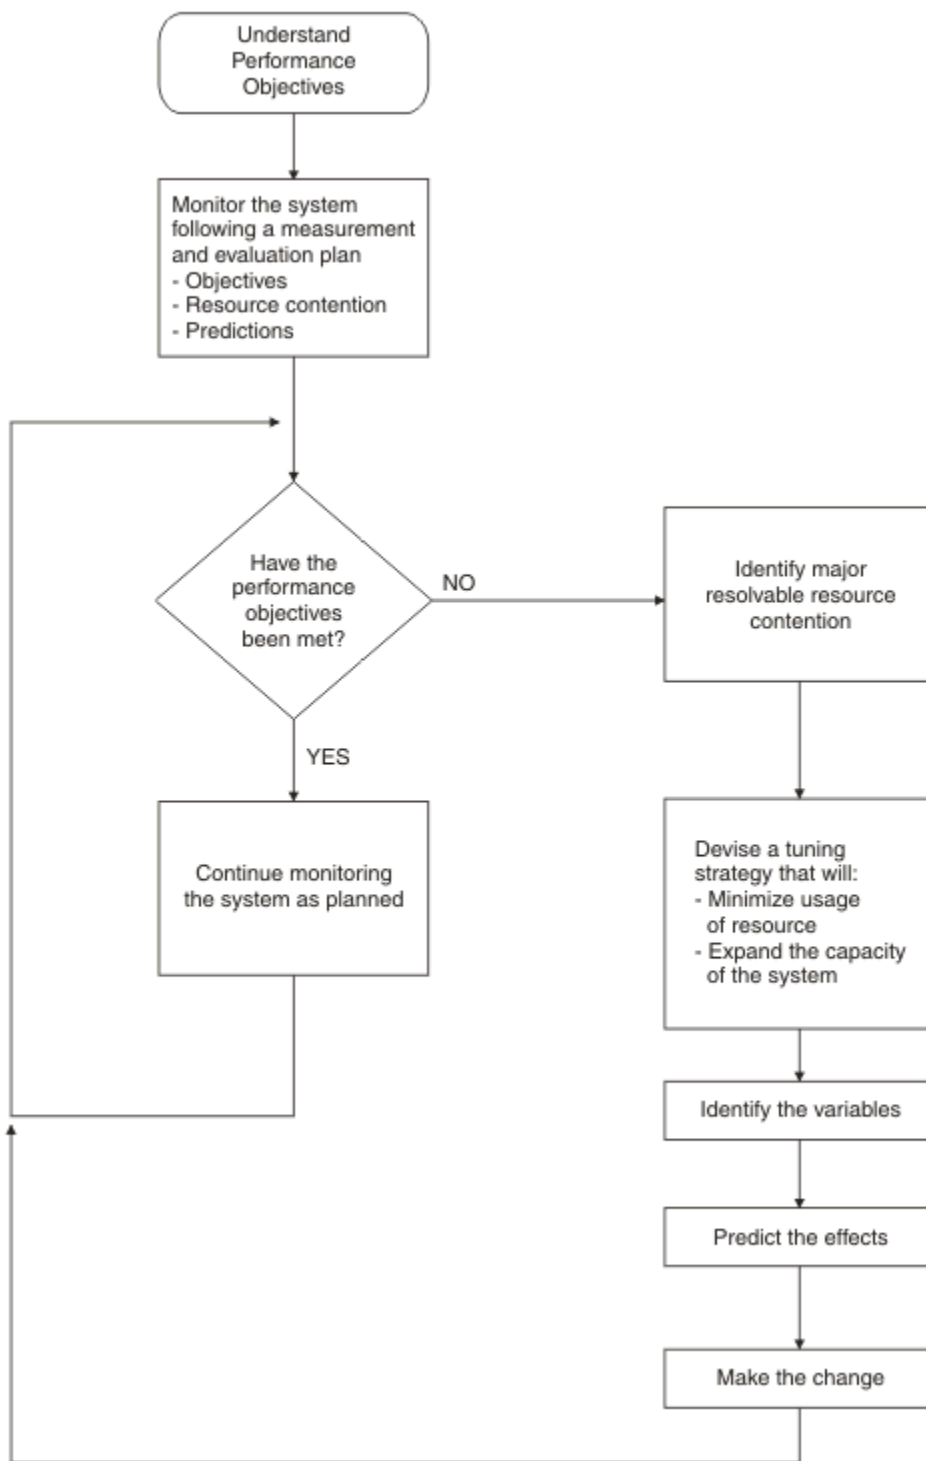 Understand
Performance
Objectives
Monitor the system
following a measurement
and evaluation plan
- Objectives
- Resource contention
- Predictions
Have the
performance
objectives
been met?
NO
Identify major
resolvable resource
contention
YES
Continue monitoring
the system as planned
Devise a tuning
strategy that will:
- Minimize usage
of resource
- Expand the capacity
of the system
Identify the variables
Predict the effects
Make the change